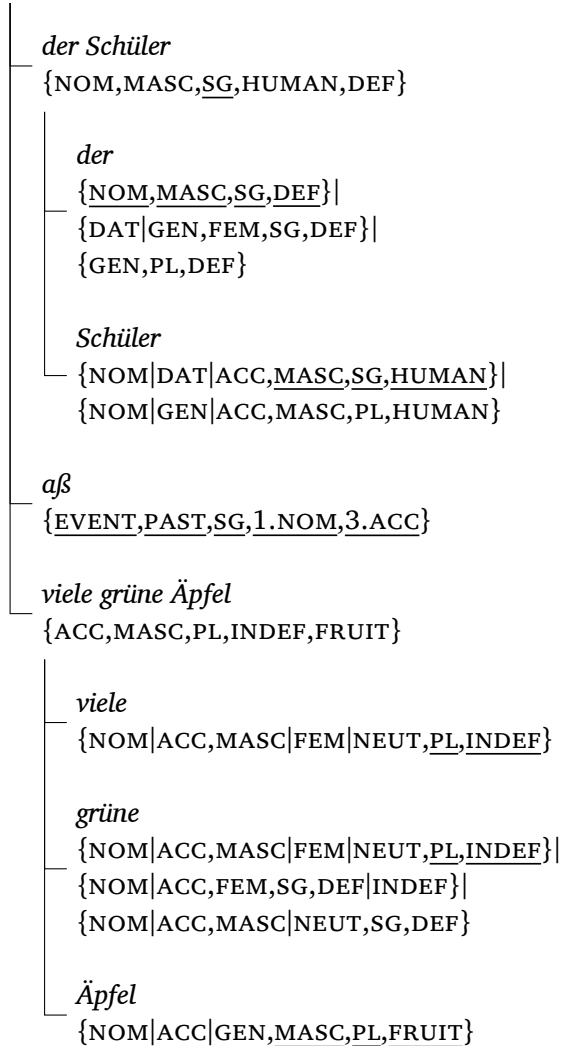 der Schüler
{NOM,MASC,SG,HUMAN,DEF}
der
{NOM,MASC,SG,DEF}|
{DAT|GEN,FEM,SG,DEF}|
{GEN,PL,DEF}
Schüler
{NOM|DAT|ACC,MASC,SG,HUMAN}|
{NOM|GEN|ACC,MASC,PL,HUMAN}
aß
{EVENT,PAST,SG,1.NOM,3.ACC}
viele grüne Äpfel
{ACC,MASC,PL,INDEF,FRUIT}
viele
{NOM|ACC,MASC|FEM|NEUT,PL,INDEF}
grüne
{NOM|ACC,MASC|FEM|NEUT,PL,INDEF}|
{NOM|ACC,FEM,SG,DEF|INDEF}|
{NOM|ACC,MASC|NEUT,SG,DEF}
Äpfel
{NOM|ACC|GEN,MASC,PL,FRUIT}